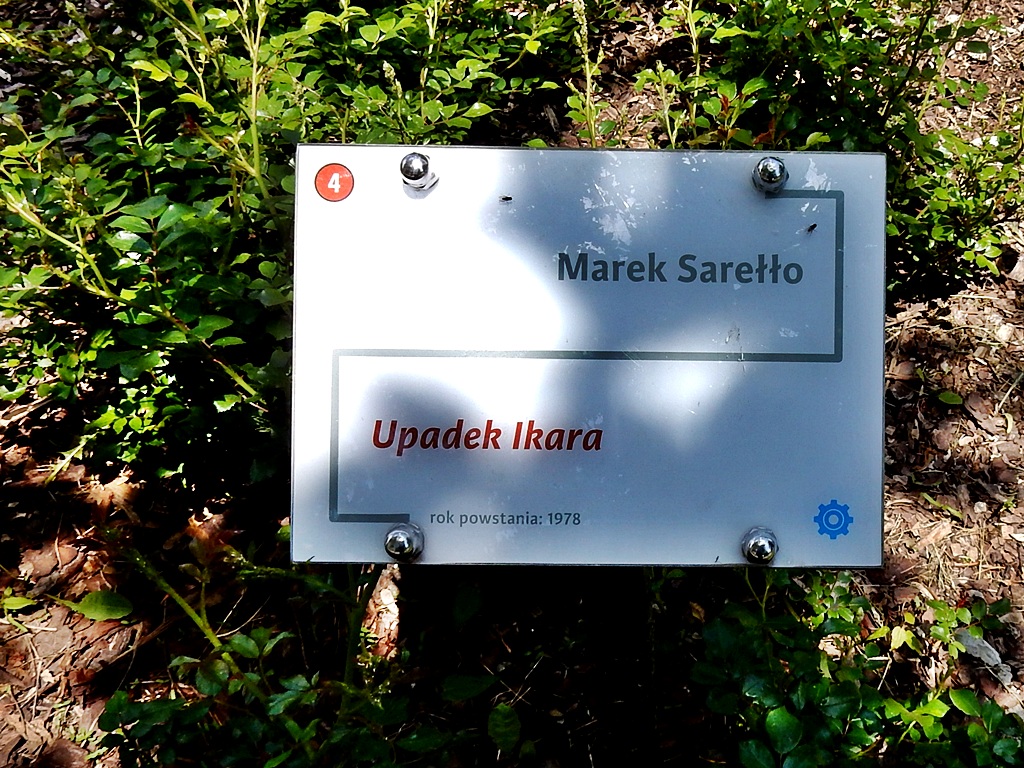 4
Marek Sarełło
Upadek Ikara
rok powstania: 1978